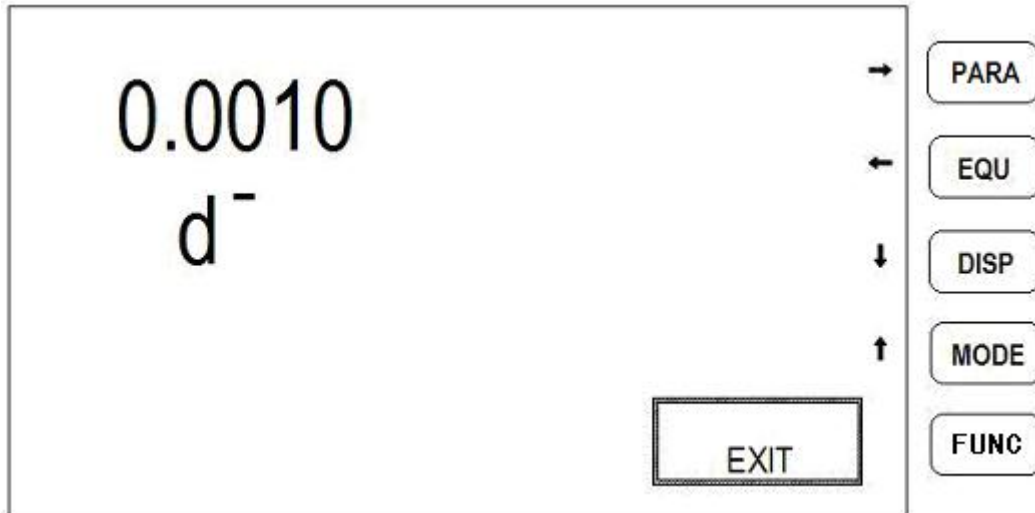 0.0010
d⁻
→ PARA
← EQU
↓ DISP
↑ MODE
FUNC
EXIT